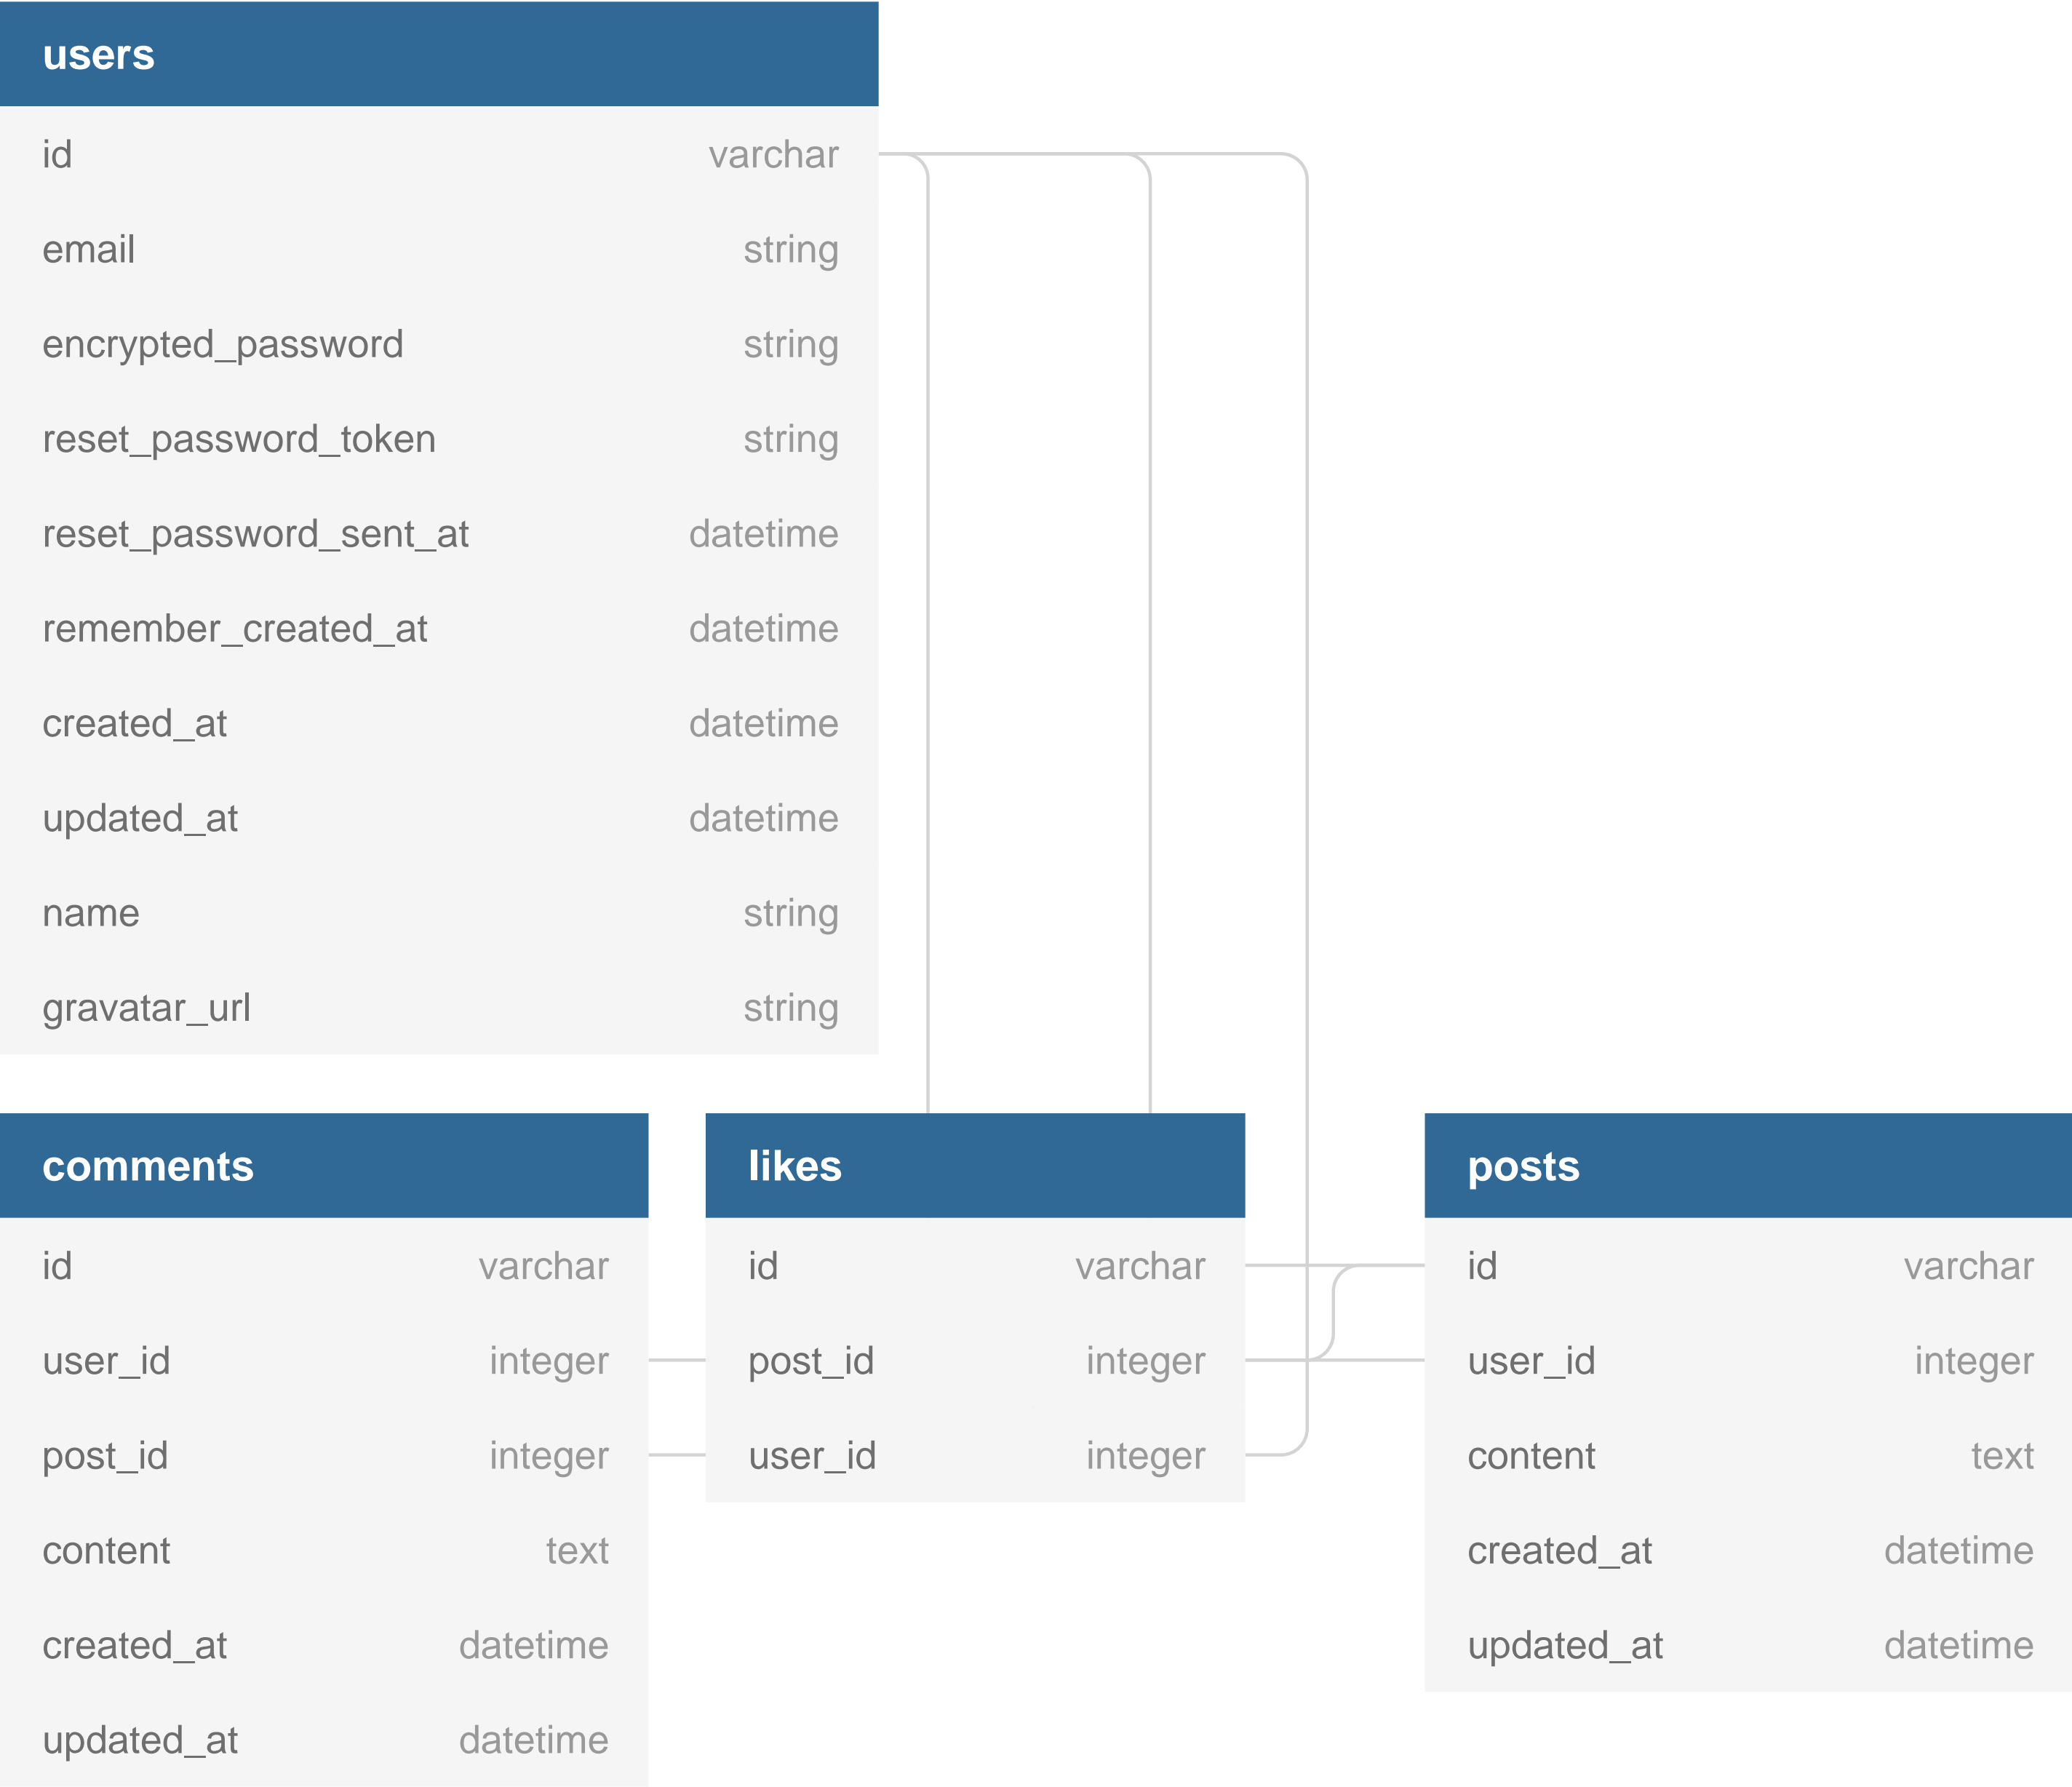 users
id varchar
email string
encrypted_password string
reset_password_token string
reset_password_sent_at datetime
remember_created_at datetime
created_at datetime
updated_at datetime
name string
gravatar_url string
comments
id varchar
user_id integer
post_id integer
content text
created_at datetime
updated_at datetime
likes
id varchar
post_id integer
user_id integer
posts
id varchar
user_id integer
content text
created_at datetime
updated_at datetime